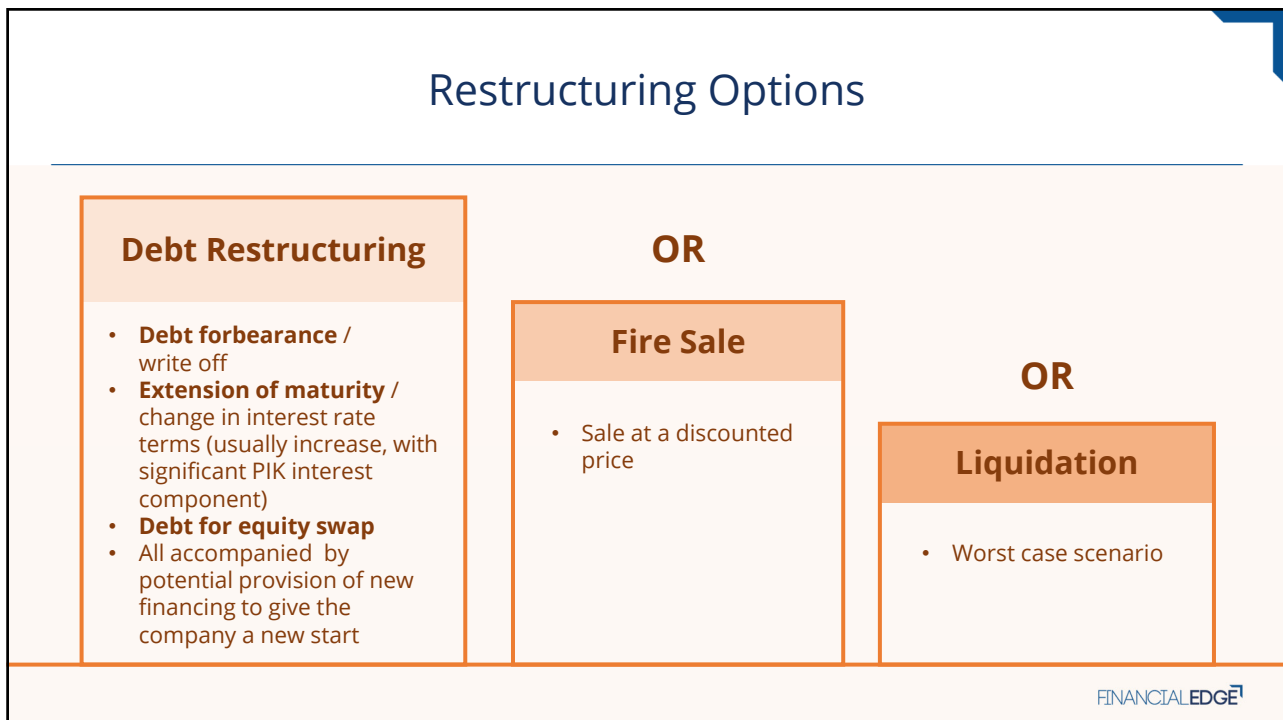 Restructuring Options
Debt Restructuring
• Debt forbearance /
write off
• Extension of maturity /
change in interest rate
terms (usually increase, with
significant PIK interest
component)
• Debt for equity swap
• All accompanied by
potential provision of new
financing to give the
company a new start
OR
Fire Sale
• Sale at a discounted
price
OR
Liquidation
• Worst case scenario
FINANCIALEDGE